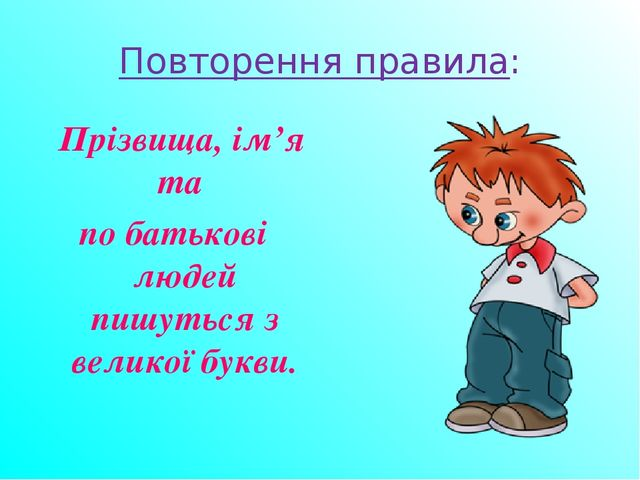 Повторення правила:
Прізвища, ім’я
та
по батькові
людей
пишуться з
великої букви.